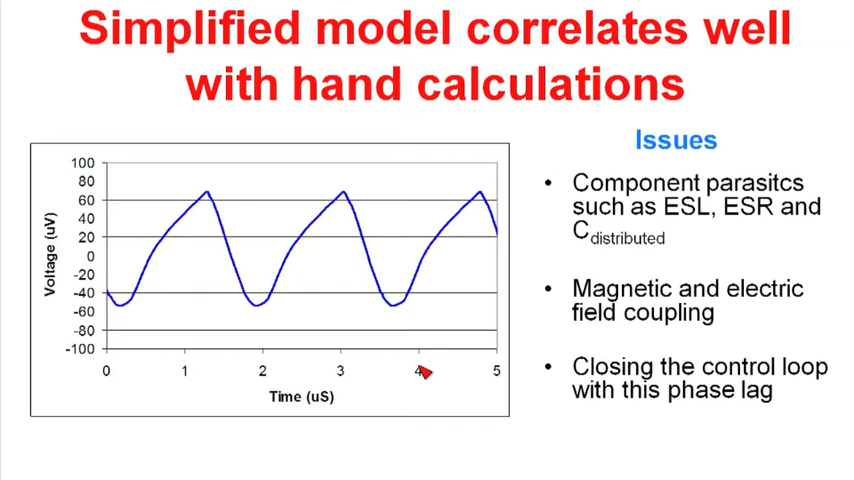 Simplified model correlates well
with hand calculations
Issues
• Component parasitcs
such as ESL, ESR and
Cdistributed
• Magnetic and electric
field coupling
• Closing the control loop
with this phase lag
Voltage (uV)
100
80
60
40
20
0
-20
-40
-60
-80
-100
0 1 2 3 4 5
Time (uS)